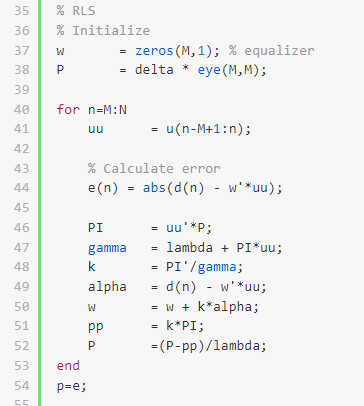 35 % RLS
36 % Initialize
37 w = zeros(M,1); % equalizer
38 P = delta * eye(M,M);
39
40 for n=M:N
41 uu = u(n-M+1:n);
42
43 % Calculate error
44 e(n) = abs(d(n) - w'*uu);
45
46 PI = uu'*P;
47 gamma = lambda + PI*uu;
48 k = PI'/gamma;
49 alpha = d(n) - w'*uu;
50 w = w + k*alpha;
51 pp = k*PI;
52 P =(P-pp)/lambda;
53 end
54 p=e;
55